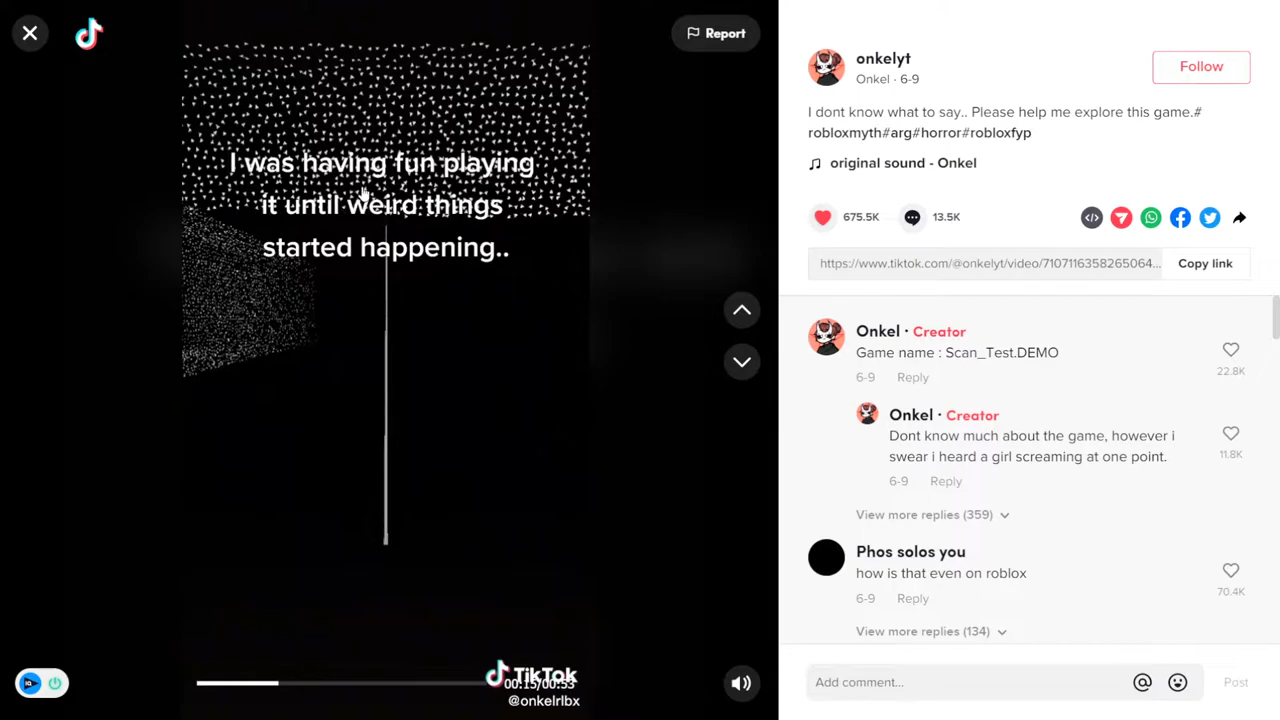 Report
I was having fun playing
it until weird things
started happening..
TikTok
00:15/00:53
@onkelrlbx
onkelyt
Onkel · 6-9
Follow
I dont know what to say.. Please help me explore this game.#
robloxmyth#arg#horror#robloxfyp
original sound - Onkel
675.5K
13.5K
https://www.tiktok.com/@onkelyt/video/7107116358265064...
Copy link
Onkel · Creator
Game name : Scan_Test.DEMO
6-9 Reply
22.8K
Onkel · Creator
Dont know much about the game, however i
swear i heard a girl screaming at one point.
11.8K
6-9 Reply
View more replies (359)
Phos solos you
how is that even on roblox
70.4K
6-9 Reply
View more replies (134)
Add comment...
Post